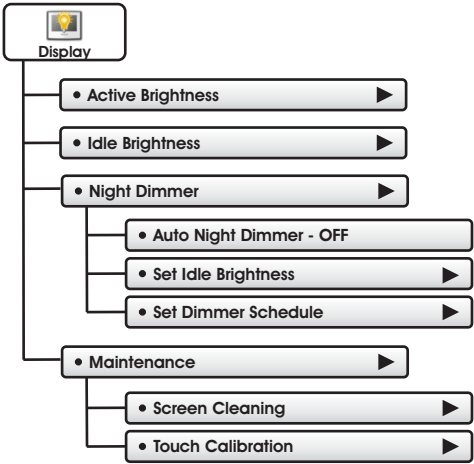 Display
• Active Brightness
• Idle Brightness
• Night Dimmer
• Auto Night Dimmer - OFF
• Set Idle Brightness
• Set Dimmer Schedule
• Maintenance
• Screen Cleaning
• Touch Calibration